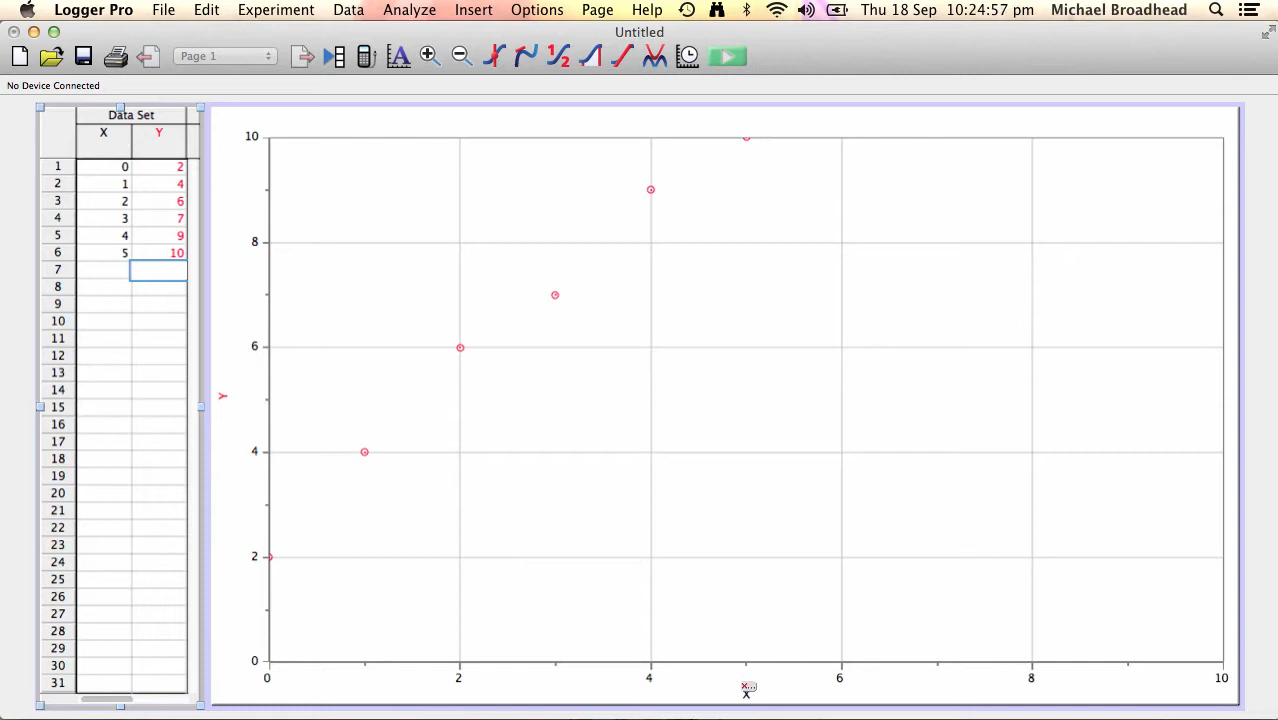 Logger Pro File Edit Experiment Data Analyze Insert Options Page Help Thu 18 Sep 10:24:57 pm Michael Broadhead
Untitled
Page 1
No Device Connected
Data Set
X Y
1 0 2
2 1 4
3 2 6
4 3 7
5 4 9
6 5 10
7
8
9
10
11
12
13
14
15
16
17
18
19
20
21
22
23
24
25
26
27
28
29
30
31
10
8
6
4
2
0
Y
0 2 4 6 8 10
X...
X